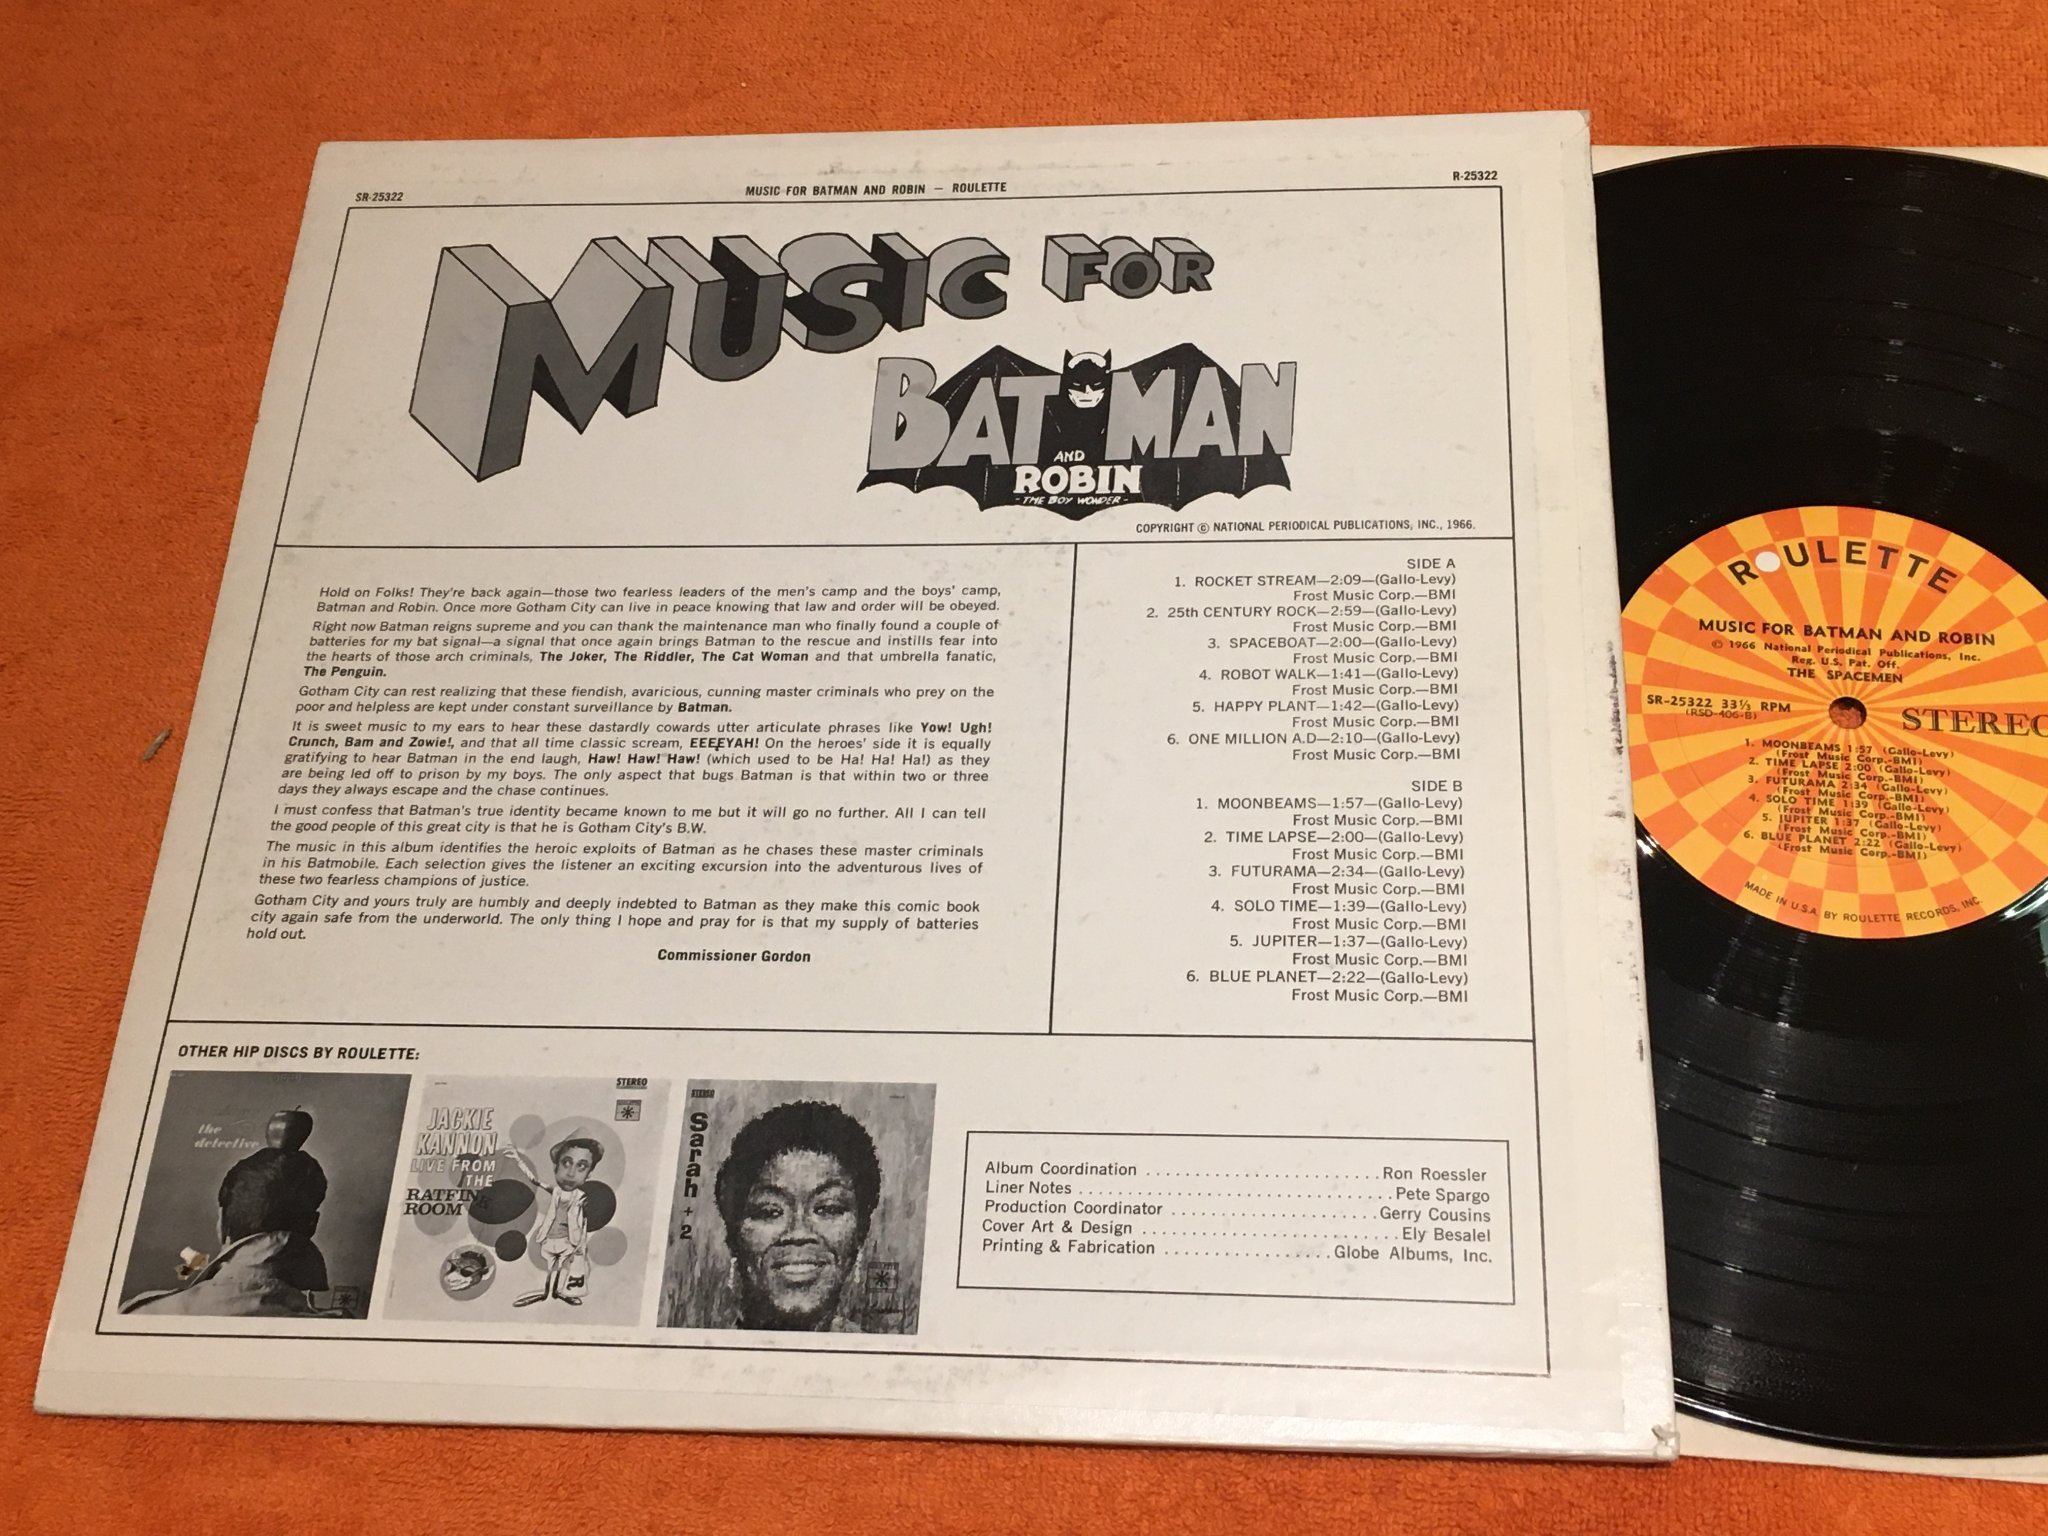 SR-25322
MUSIC FOR BATMAN AND ROBIN — ROULETTE
R-25322
MUSIC FOR
BATMAN
AND
ROBIN
-THE BOY WONDER-
COPYRIGHT © NATIONAL PERIODICAL PUBLICATIONS, INC., 1966.
Hold on Folks! They're back again—those two fearless leaders of the men's camp and the boys' camp,
Batman and Robin. Once more Gotham City can live in peace knowing that law and order will be obeyed.
Right now Batman reigns supreme and you can thank the maintenance man who finally found a couple of
batteries for my bat signal—a signal that once again brings Batman to the rescue and instills fear into
the hearts of those arch criminals, The Joker, The Riddler, The Cat Woman and that umbrella fanatic,
The Penguin.
Gotham City can rest realizing that these fiendish, avaricious, cunning master criminals who prey on the
poor and helpless are kept under constant surveillance by Batman.
It is sweet music to my ears to hear these dastardly cowards utter articulate phrases like Yow! Ugh!
Crunch, Bam and Zowie!, and that all time classic scream, EEEEYAH! On the heroes' side it is equally
gratifying to hear Batman in the end laugh, Haw! Haw! Haw! (which used to be Ha! Ha! Ha!) as they
are being led off to prison by my boys. The only aspect that bugs Batman is that within two or three
days they always escape and the chase continues.
I must confess that Batman's true identity became known to me but it will go no further. All I can tell
the good people of this great city is that he is Gotham City's B.W.
The music in this album identifies the heroic exploits of Batman as he chases these master criminals
in his Batmobile. Each selection gives the listener an exciting excursion into the adventurous lives of
these two fearless champions of justice.
Gotham City and yours truly are humbly and deeply indebted to Batman as they make this comic book
city again safe from the underworld. The only thing I hope and pray for is that my supply of batteries
hold out.
Commissioner Gordon
SIDE A
1. ROCKET STREAM—2:09—(Gallo-Levy)
Frost Music Corp.—BMI
2. 25th CENTURY ROCK—2:59—(Gallo-Levy)
Frost Music Corp.—BMI
3. SPACEBOAT—2:00—(Gallo-Levy)
Frost Music Corp.—BMI
4. ROBOT WALK—1:41—(Gallo-Levy)
Frost Music Corp.—BMI
5. HAPPY PLANT—1:42—(Gallo-Levy)
Frost Music Corp.—BMI
6. ONE MILLION A.D—2:10—(Gallo-Levy)
Frost Music Corp.—BMI
SIDE B
1. MOONBEAMS—1:57—(Gallo-Levy)
Frost Music Corp.—BMI
2. TIME LAPSE—2:00—(Gallo-Levy)
Frost Music Corp.—BMI
3. FUTURAMA—2:34—(Gallo-Levy)
Frost Music Corp.—BMI
4. SOLO TIME—1:39—(Gallo-Levy)
Frost Music Corp.—BMI
5. JUPITER—1:37—(Gallo-Levy)
Frost Music Corp.—BMI
6. BLUE PLANET—2:22—(Gallo-Levy)
Frost Music Corp.—BMI
OTHER HIP DISCS BY ROULETTE:
the
detective
STEREO
JACKIE
KANNON
LIVE FROM
THE
RATFINK
ROOM
R
STEREO
Sarah + 2
Album Coordination ........................Ron Roessler
Liner Notes ................................Pete Spargo
Production Coordinator .....................Gerry Cousins
Cover Art & Design ..........................Ely Besalel
Printing & Fabrication .................Globe Albums, Inc.
ROULETTE
MUSIC FOR BATMAN AND ROBIN
© 1966 National Periodical Publications, Inc.
Reg. U.S. Pat. Off.
THE SPACEMEN
SR-25322 33⅓ RPM
(RSD-406-B)
STEREO
1. MOONBEAMS 1:57 (Gallo-Levy)
(Frost Music Corp.-BMI)
2. TIME LAPSE 2:00 (Gallo-Levy)
(Frost Music Corp.-BMI)
3. FUTURAMA 2:34 (Gallo-Levy)
(Frost Music Corp.-BMI)
4. SOLO TIME 1:39 (Gallo-Levy)
(Frost Music Corp.-BMI)
5. JUPITER 1:37 (Gallo-Levy)
(Frost Music Corp.-BMI)
6. BLUE PLANET 2:22 (Gallo-Levy)
(Frost Music Corp.-BMI)
MADE IN U.S.A. BY ROULETTE RECORDS, INC.